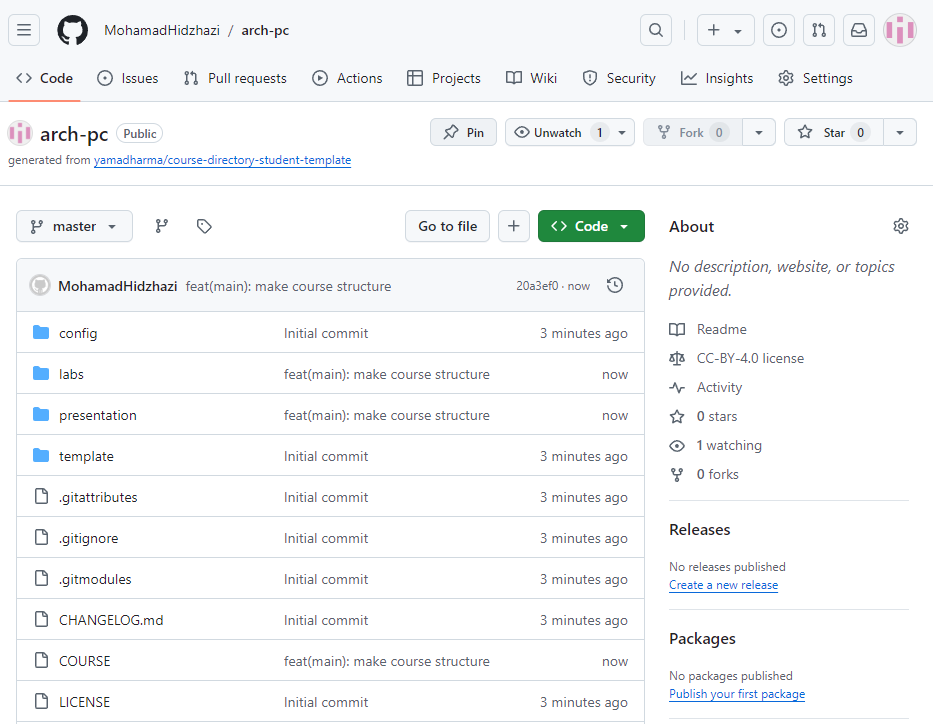 MohamadHidzhazi / arch-pc
Code Issues Pull requests Actions Projects Wiki Security Insights Settings
arch-pc Public Pin Unwatch 1 Fork 0 Star 0
generated from yamadharma/course-directory-student-template
master Go to file Code
MohamadHidzhazi feat(main): make course structure 20a3ef0 · now
config Initial commit 3 minutes ago
labs feat(main): make course structure now
presentation feat(main): make course structure now
template Initial commit 3 minutes ago
.gitattributes Initial commit 3 minutes ago
.gitignore Initial commit 3 minutes ago
.gitmodules Initial commit 3 minutes ago
CHANGELOG.md Initial commit 3 minutes ago
COURSE feat(main): make course structure now
LICENSE Initial commit 3 minutes ago
About
No description, website, or topics
provided.
Readme
CC-BY-4.0 license
Activity
0 stars
1 watching
0 forks
Releases
No releases published
Create a new release
Packages
No packages published
Publish your first package